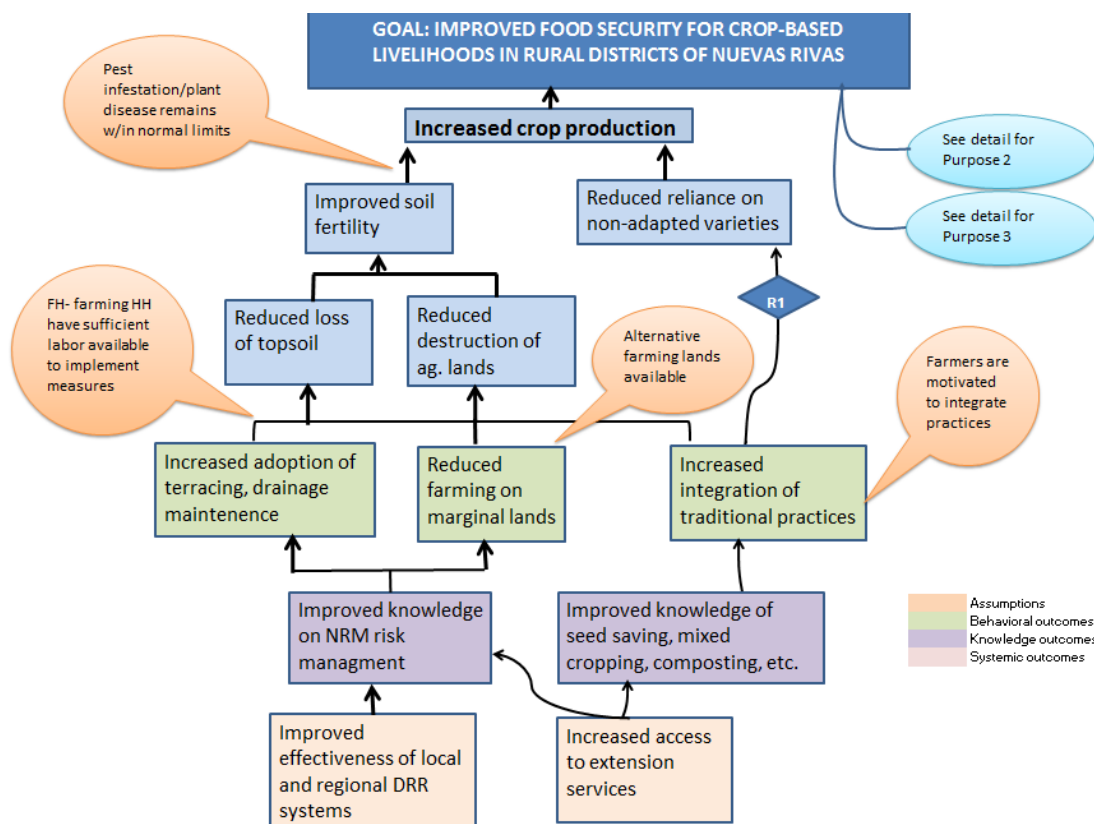 GOAL: IMPROVED FOOD SECURITY FOR CROP-BASED
LIVELIHOODS IN RURAL DISTRICTS OF NUEVAS RIVAS
Pest
infestation/plant
disease remains
w/in normal limits
Increased crop production
See detail for
Purpose 2
Improved soil
fertility
Reduced reliance on
non-adapted varieties
See detail for
Purpose 3
FH- farming HH
have sufficient
labor available
to implement
measures
Reduced loss
of topsoil
Reduced
destruction of
ag. lands
Alternative
farming lands
available
R1
Farmers are
motivated
to integrate
practices
Increased adoption of
terracing, drainage
maintenence
Reduced
farming on
marginal lands
Increased
integration of
traditional practices
Improved knowledge
on NRM risk
managment
Improved knowledge of
seed saving, mixed
cropping, composting, etc.
Assumptions
Behavioral outcomes
Knowledge outcomes
Systemic outcomes
Improved
effectiveness of local
and regional DRR
systems
Increased access
to extension
services